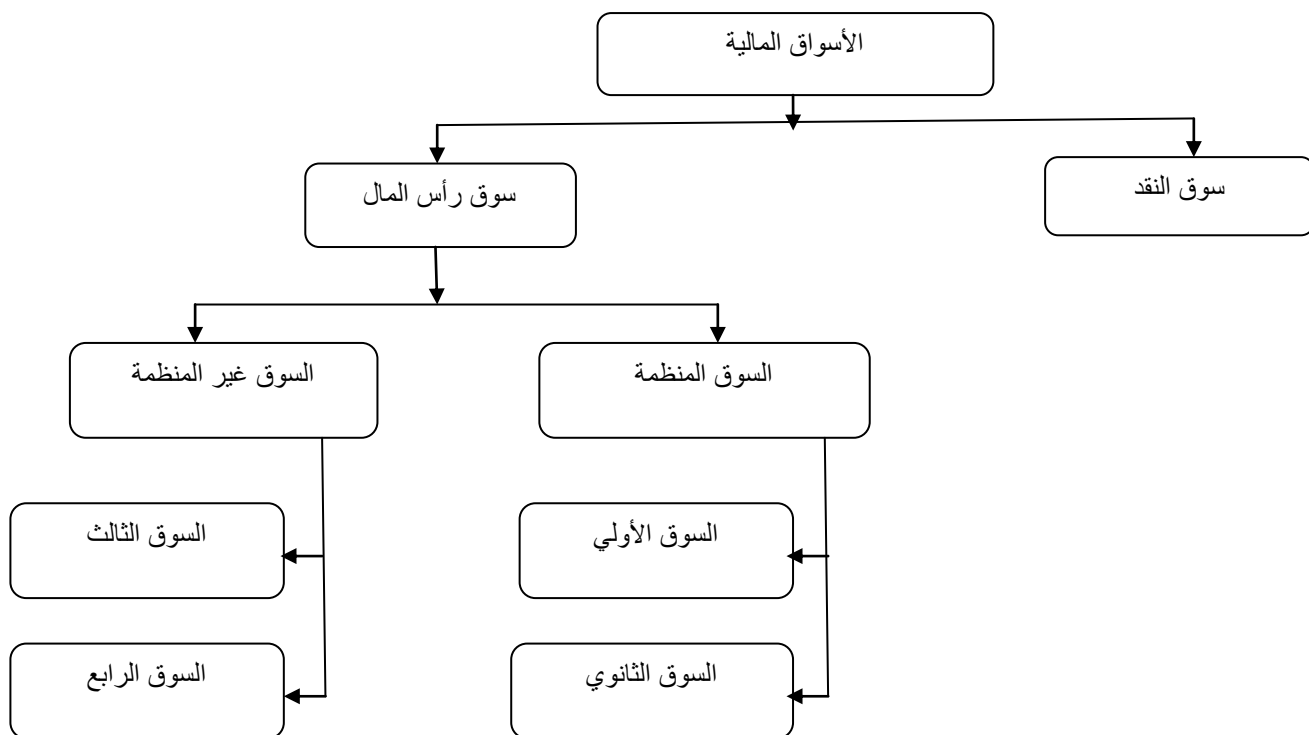 الأسواق المالية
سوق النقد
سوق رأس المال
السوق المنظمة
السوق غير المنظمة
السوق الأولي
السوق الثالث
السوق الثانوي
السوق الرابع